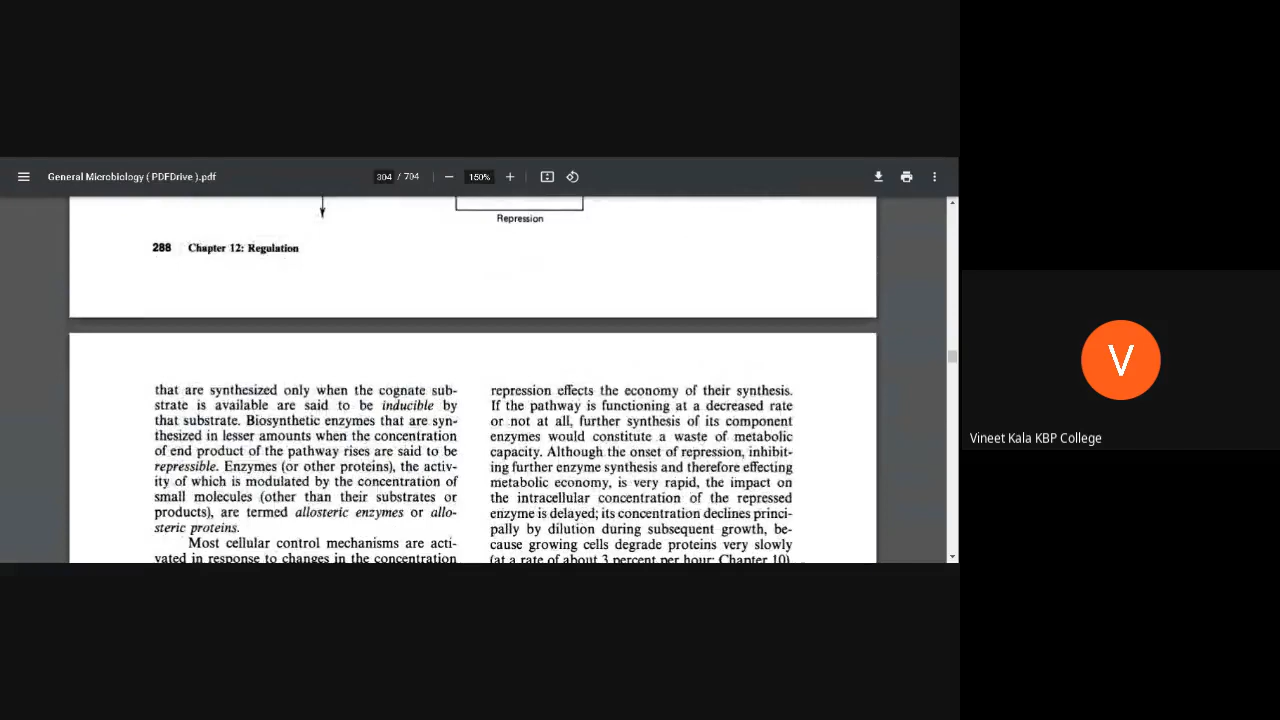 General Microbiology ( PDFDrive ).pdf
304 / 704
150%
Repression
288 Chapter 12: Regulation
that are synthesized only when the cognate sub-
strate is available are said to be inducible by
that substrate. Biosynthetic enzymes that are syn-
thesized in lesser amounts when the concentration
of end product of the pathway rises are said to be
repressible. Enzymes (or other proteins), the activ-
ity of which is modulated by the concentration of
small molecules (other than their substrates or
products), are termed allosteric enzymes or allo-
steric proteins.
Most cellular control mechanisms are acti-
vated in response to changes in the concentration
repression effects the economy of their synthesis.
If the pathway is functioning at a decreased rate
or not at all, further synthesis of its component
enzymes would constitute a waste of metabolic
capacity. Although the onset of repression, inhibit-
ing further enzyme synthesis and therefore effecting
metabolic economy, is very rapid, the impact on
the intracellular concentration of the repressed
enzyme is delayed; its concentration declines princi-
pally by dilution during subsequent growth, be-
cause growing cells degrade proteins very slowly
(at a rate of about 3 percent per hour; Chapter 10).
V
Vineet Kala KBP College